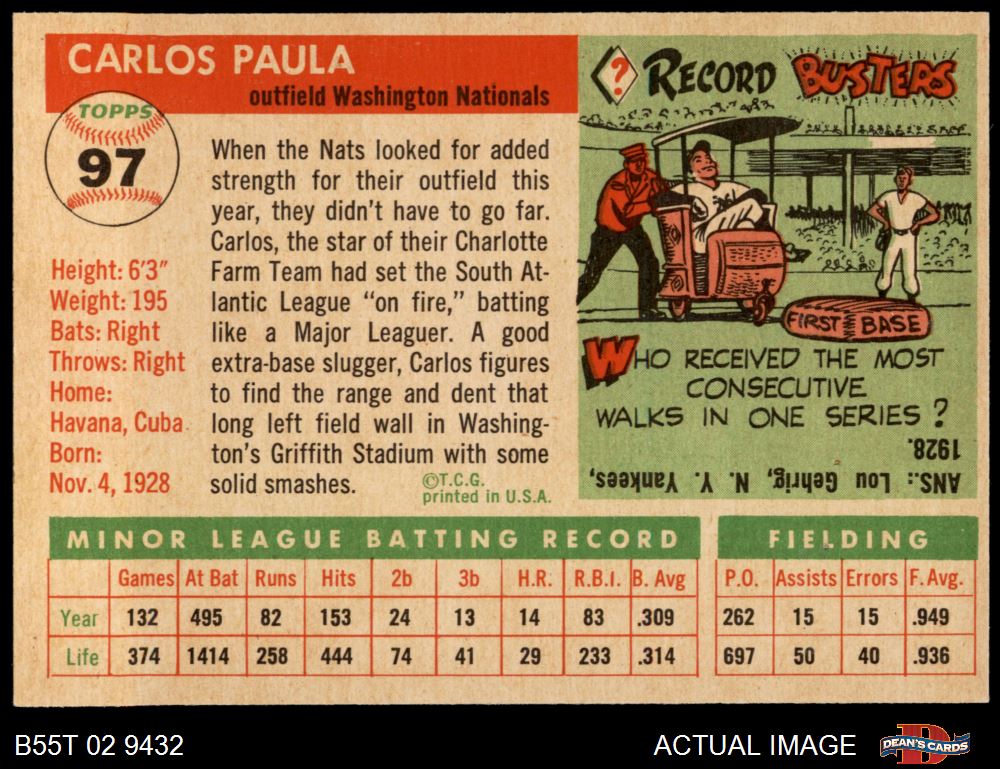 CARLOS PAULA
outfield Washington Nationals
TOPPS
97
Height: 6'3"
Weight: 195
Bats: Right
Throws: Right
Home:
Havana, Cuba
Born:
Nov. 4, 1928
When the Nats looked for added
strength for their outfield this
year, they didn't have to go far.
Carlos, the star of their Charlotte
Farm Team had set the South At-
lantic League "on fire," batting
like a Major Leaguer. A good
extra-base slugger, Carlos figures
to find the range and dent that
long left field wall in Washing-
ton's Griffith Stadium with some
solid smashes.
©T.C.G.
printed in U.S.A.
? RECORD BUSTERS
FIRST BASE
WHO RECEIVED THE MOST
CONSECUTIVE
WALKS IN ONE SERIES?
ANS.: Lou Gehrig, N. Y. Yankees,
1928.
MINOR LEAGUE BATTING RECORD
Games At Bat Runs Hits 2b 3b H.R. R.B.I. B. Avg
Year 132 495 82 153 24 13 14 83 .309
Life 374 1414 258 444 74 41 29 233 .314
FIELDING
P.O. Assists Errors F. Avg.
262 15 15 .949
697 50 40 .936
B55T 02 9432
ACTUAL IMAGE
DEAN'S CARDS